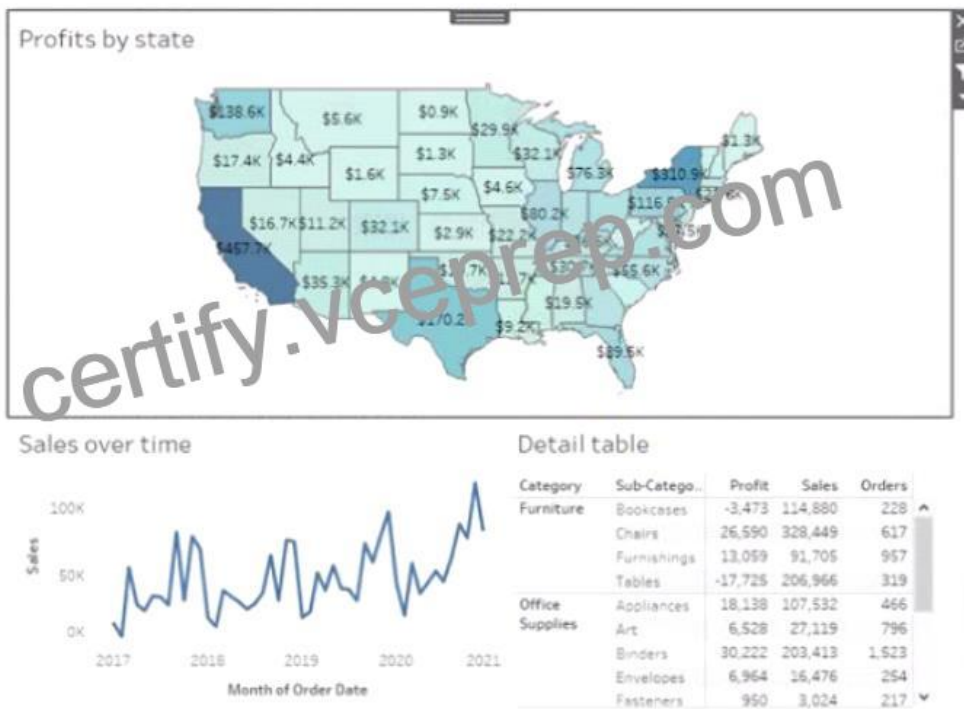 Profits by state
$138.6K
$5.6K
$0.9K
$29.9K
$1.3K
$17.4K
$4.4K
$1.3K
$32.1K
$76.3K
$310.9K
$1.6K
$7.5K
$4.6K
$80.2K
$116.
$16.7K
$11.2K
$32.1K
$2.9K
$22.2K
$457.7K
$35.3K
$55.6K
$19.5K
$170.2
$9.2K
$89.5K
certify.vceprep.com
Sales over time
100K
50K
0K
Sales
2017 2018 2019 2020 2021
Month of Order Date
Detail table
Category Sub-Catego.. Profit Sales Orders
Furniture Bookcases -3,473 114,880 228
Chairs 26,590 328,449 617
Furnishings 13,059 91,705 957
Tables -17,725 206,966 319
Office Supplies Appliances 18,138 107,532 466
Art 6,528 27,119 796
Binders 30,222 203,413 1,523
Envelopes 6,964 16,476 254
Fasteners 950 3,024 217